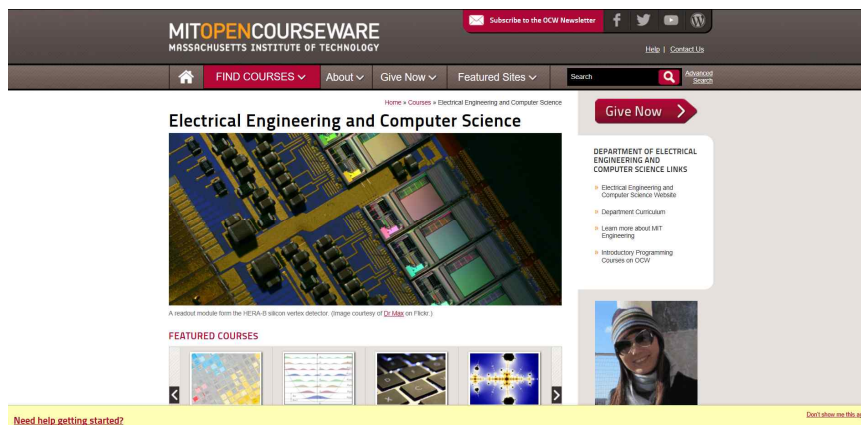 MITOPENCOURSEWARE
MASSACHUSETTS INSTITUTE OF TECHNOLOGY
Subscribe to the OCW Newsletter
Help | Contact Us
FIND COURSES
About
Give Now
Featured Sites
Search
Advanced
Search
Home » Courses » Electrical Engineering and Computer Science
Electrical Engineering and Computer Science
A readout module form the HERA-B silicon vertex detector. (Image courtesy of Dr Max on Flickr.)
FEATURED COURSES
Give Now
DEPARTMENT OF ELECTRICAL
ENGINEERING AND
COMPUTER SCIENCE LINKS
» Electrical Engineering and
Computer Science Website
» Department Curriculum
» Learn more about MIT
Engineering
» Introductory Programming
Courses on OCW
Need help getting started?
Don't show me this